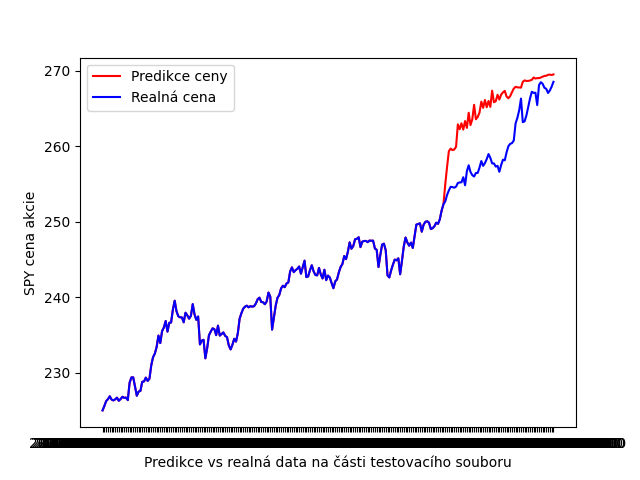 Predikce ceny
Realná cena
270
260
250
240
230
SPY cena akcie
Predikce vs realná data na části testovacího souboru